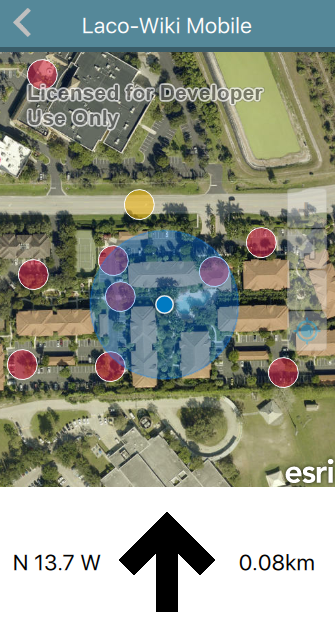 Laco-Wiki Mobile
Licensed for Developer
Use Only
esri
N 13.7 W
0.08km